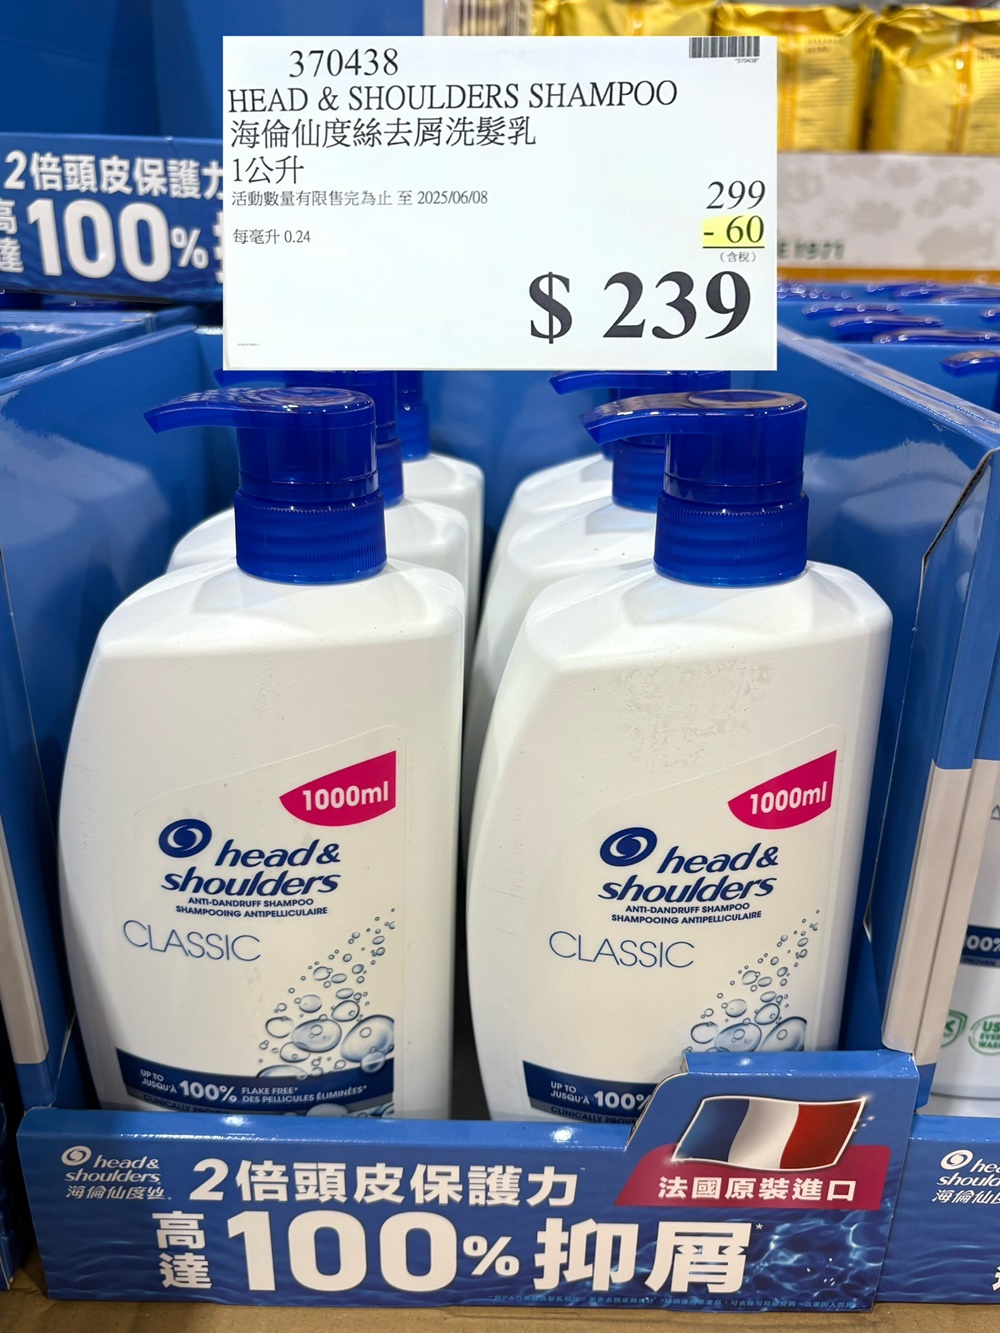 370438
*370438*
HEAD & SHOULDERS SHAMPOO
海倫仙度絲去屑洗髮乳
1公升
活動數量有限售完為止 至 2025/06/08
299
- 60
每毫升 0.24
(含稅)
$ 239
2倍頭皮保護力
高達100%
1000ml
head&
shoulders
ANTI-DANDRUFF SHAMPOO
SHAMPOOING ANTIPELLICULAIRE
CLASSIC
UP TO
JUSQU'À 100% FLAKE FREE*
DES PELLICULES ÉLIMINÉES*
1000ml
head&
shoulders
ANTI-DANDRUFF SHAMPOO
SHAMPOOING ANTIPELLICULAIRE
CLASSIC
UP TO
JUSQU'À 100%
CLINICALLY
head&
shoulders
海倫仙度絲
2倍頭皮保護力
高達100%抑屑*
法國原裝進口